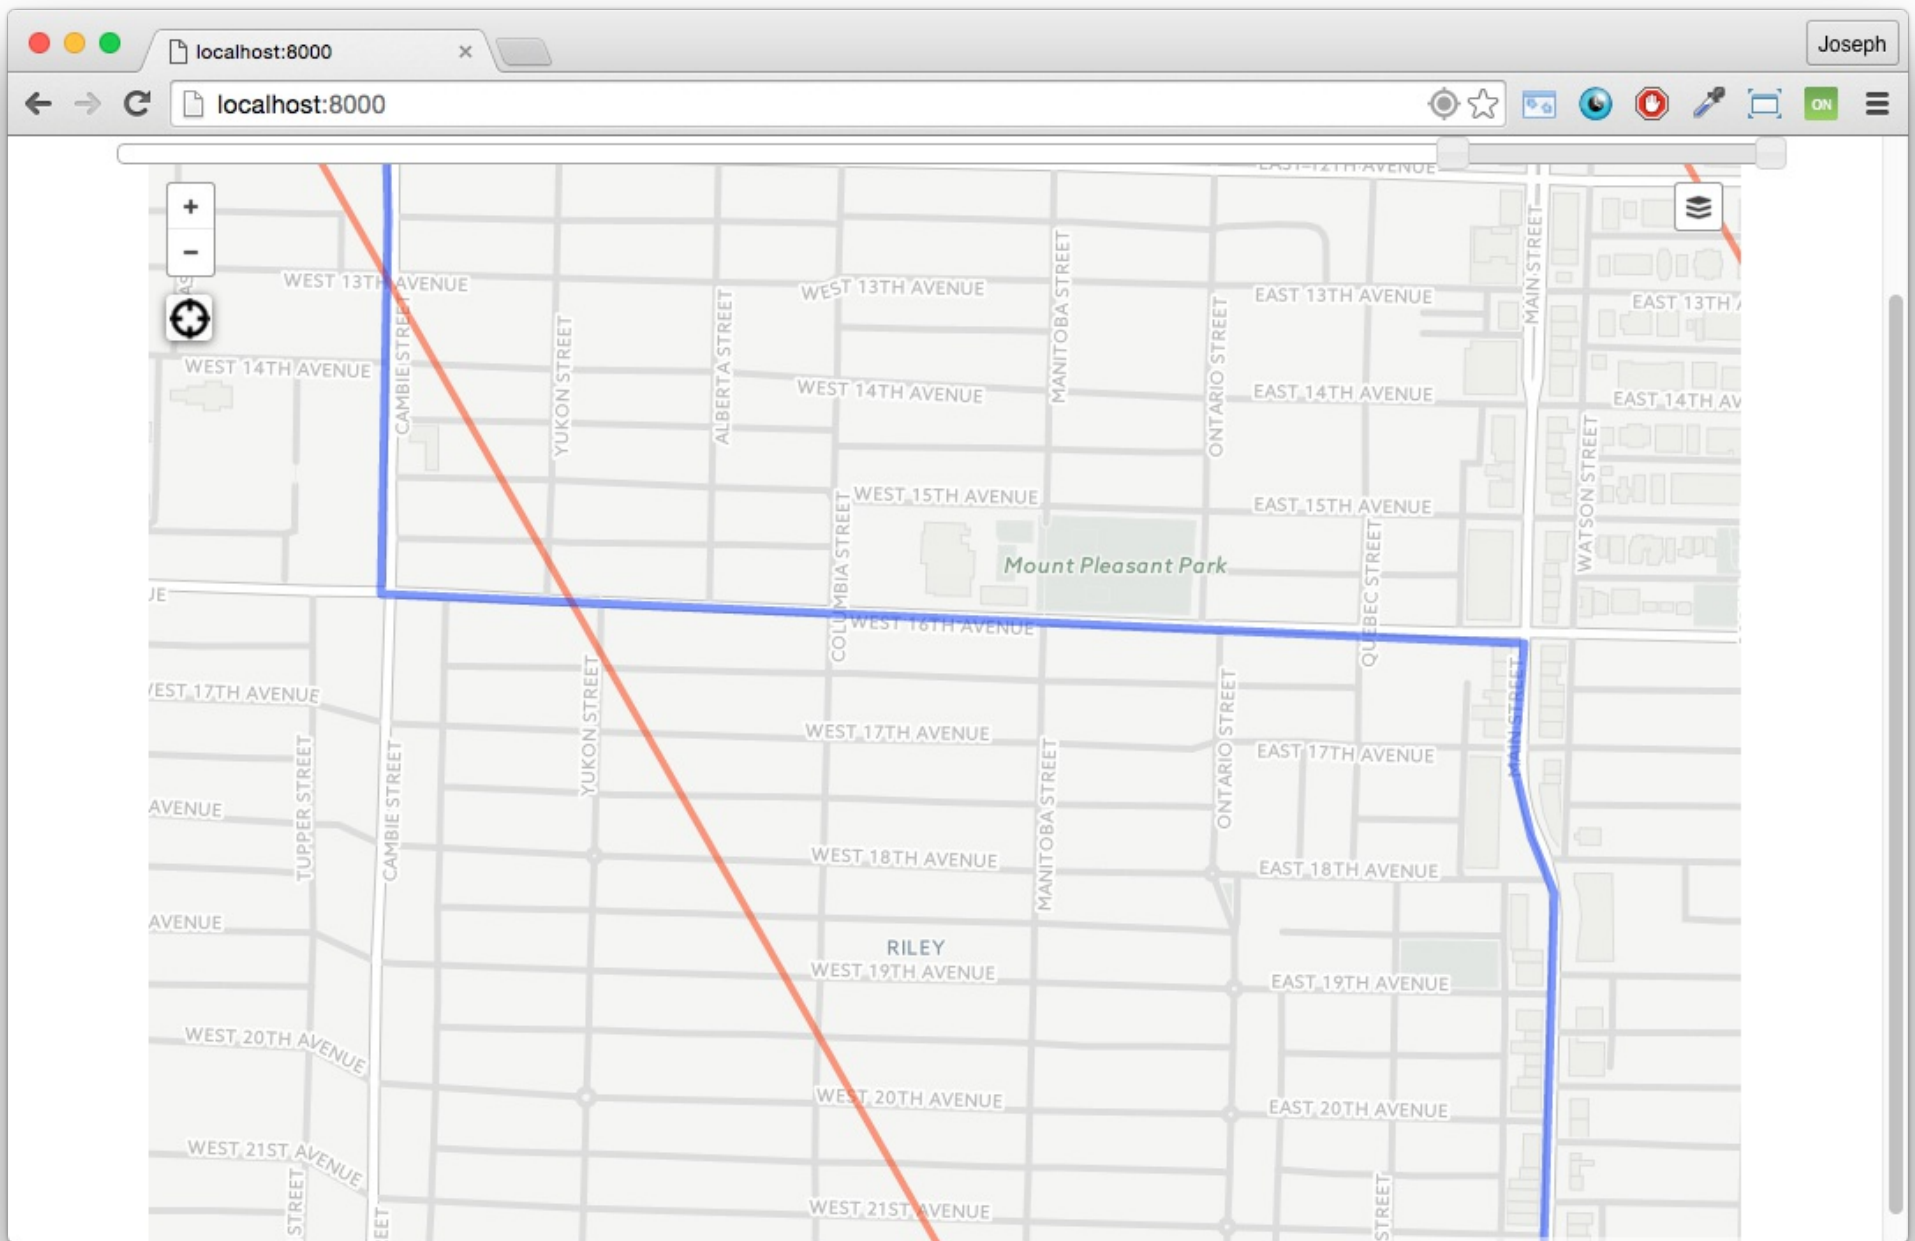 localhost:8000
Joseph
localhost:8000
ON
EAST 12TH AVENUE
+
−
WEST 13TH AVENUE
WEST 13TH AVENUE
EAST 13TH AVENUE
EAST 13TH
MAIN STREET
MANITOBA STREET
CAMBIE STREET
YUKON STREET
ALBERTA STREET
ONTARIO STREET
WEST 14TH AVENUE
WEST 14TH AVENUE
EAST 14TH AVENUE
EAST 14TH AV
WATSON STREET
WEST 15TH AVENUE
EAST 15TH AVENUE
COLUMBIA STREET
Mount Pleasant Park
QUEBEC STREET
UE
WEST 16TH AVENUE
MAIN STREET
YUKON STREET
ONTARIO STREET
WEST 17TH AVENUE
WEST 17TH AVENUE
EAST 17TH AVENUE
TUPPER STREET
CAMBIE STREET
MANITOBA STREET
AVENUE
WEST 18TH AVENUE
EAST 18TH AVENUE
AVENUE
RILEY
WEST 19TH AVENUE
EAST 19TH AVENUE
WEST 20TH AVENUE
WEST 20TH AVENUE
EAST 20TH AVENUE
WEST 21ST AVENUE
WEST 21ST AVENUE
STREET
EET
STREET